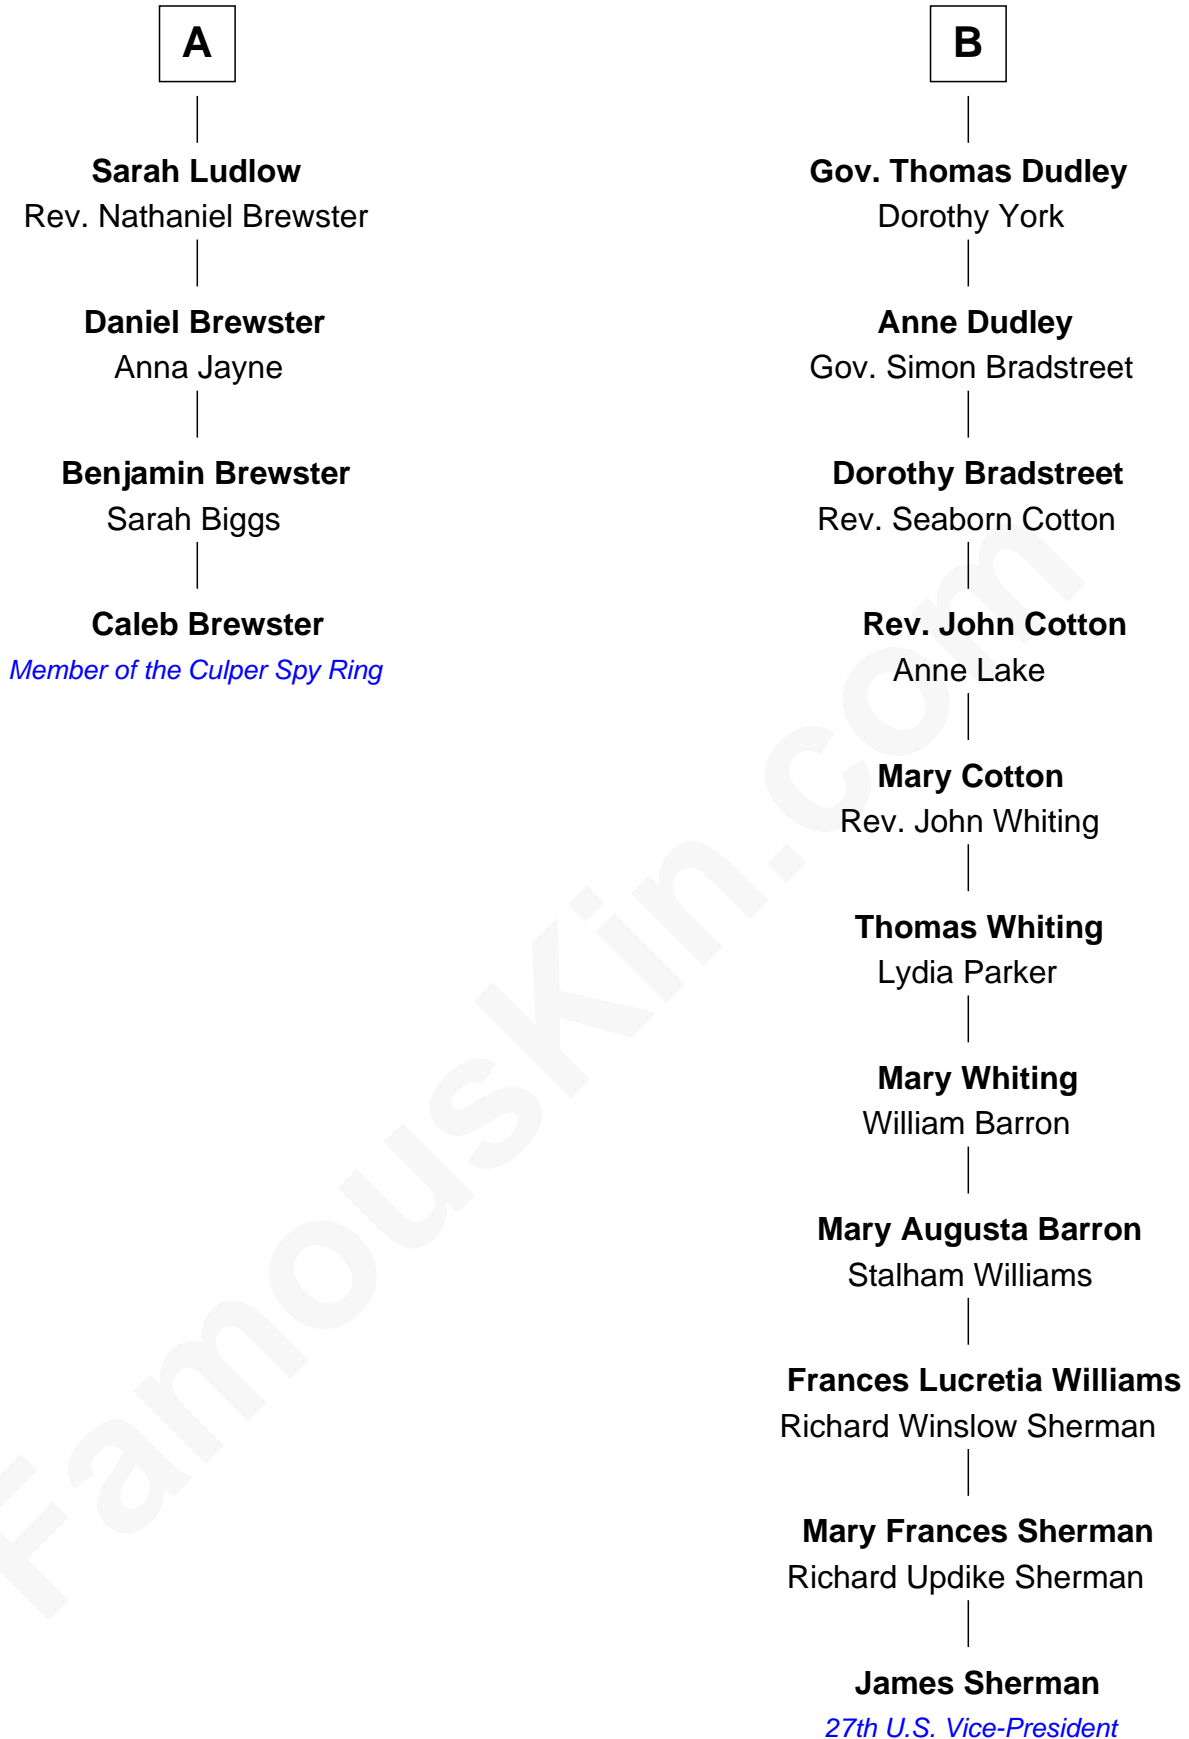 A
Sarah Ludlow
Rev. Nathaniel Brewster
Daniel Brewster
Anna Jayne
Benjamin Brewster
Sarah Biggs
Caleb Brewster
Member of the Culper Spy Ring
B
Gov. Thomas Dudley
Dorothy York
Anne Dudley
Gov. Simon Bradstreet
Dorothy Bradstreet
Rev. Seaborn Cotton
Rev. John Cotton
Anne Lake
Mary Cotton
Rev. John Whiting
Thomas Whiting
Lydia Parker
Mary Whiting
William Barron
Mary Augusta Barron
Stalham Williams
Frances Lucretia Williams
Richard Winslow Sherman
Mary Frances Sherman
Richard Updike Sherman
James Sherman
27th U.S. Vice-President
FamousKin.com